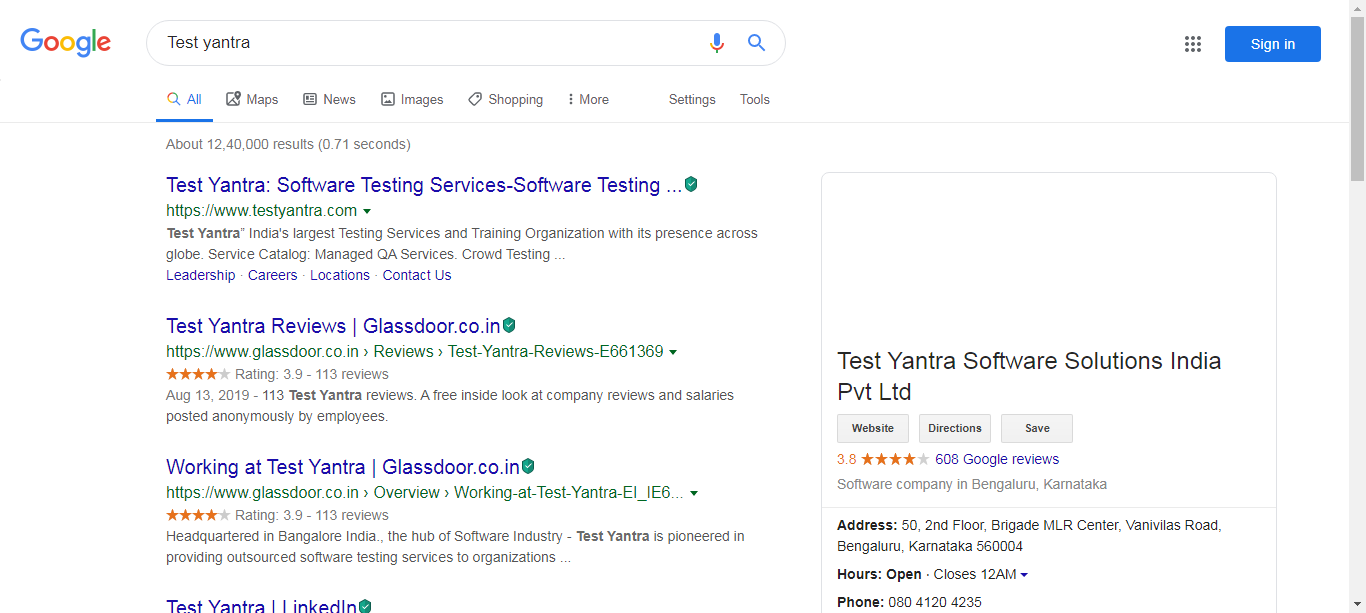 Google
Test yantra
Sign in
All Maps News Images Shopping More Settings Tools
About 12,40,000 results (0.71 seconds)
Test Yantra: Software Testing Services-Software Testing ...
https://www.testyantra.com
Test Yantra” India's largest Testing Services and Training Organization with its presence across
globe. Service Catalog: Managed QA Services. Crowd Testing ...
Leadership · Careers · Locations · Contact Us
Test Yantra Reviews | Glassdoor.co.in
https://www.glassdoor.co.in › Reviews › Test-Yantra-Reviews-E661369
Rating: 3.9 - 113 reviews
Aug 13, 2019 - 113 Test Yantra reviews. A free inside look at company reviews and salaries
posted anonymously by employees.
Working at Test Yantra | Glassdoor.co.in
https://www.glassdoor.co.in › Overview › Working-at-Test-Yantra-EI_IE6...
Rating: 3.9 - 113 reviews
Headquartered in Bangalore India., the hub of Software Industry - Test Yantra is pioneered in
providing outsourced software testing services to organizations ...
Test Yantra | LinkedIn
Test Yantra Software Solutions India
Pvt Ltd
Website Directions Save
3.8 608 Google reviews
Software company in Bengaluru, Karnataka
Address: 50, 2nd Floor, Brigade MLR Center, Vanivilas Road,
Bengaluru, Karnataka 560004
Hours: Open · Closes 12AM
Phone: 080 4120 4235